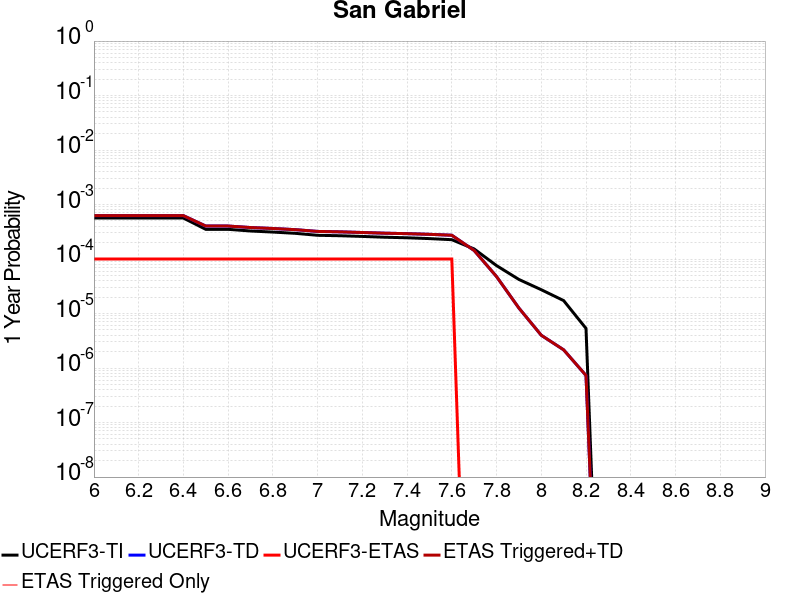 San Gabriel
10^0
10^-1
10^-2
10^-3
10^-4
10^-5
10^-6
10^-7
10^-8
1 Year Probability
6 6.2 6.4 6.6 6.8 7 7.2 7.4 7.6 7.8 8 8.2 8.4 8.6 8.8 9
Magnitude
UCERF3-TI UCERF3-TD UCERF3-ETAS ETAS Triggered+TD
ETAS Triggered Only